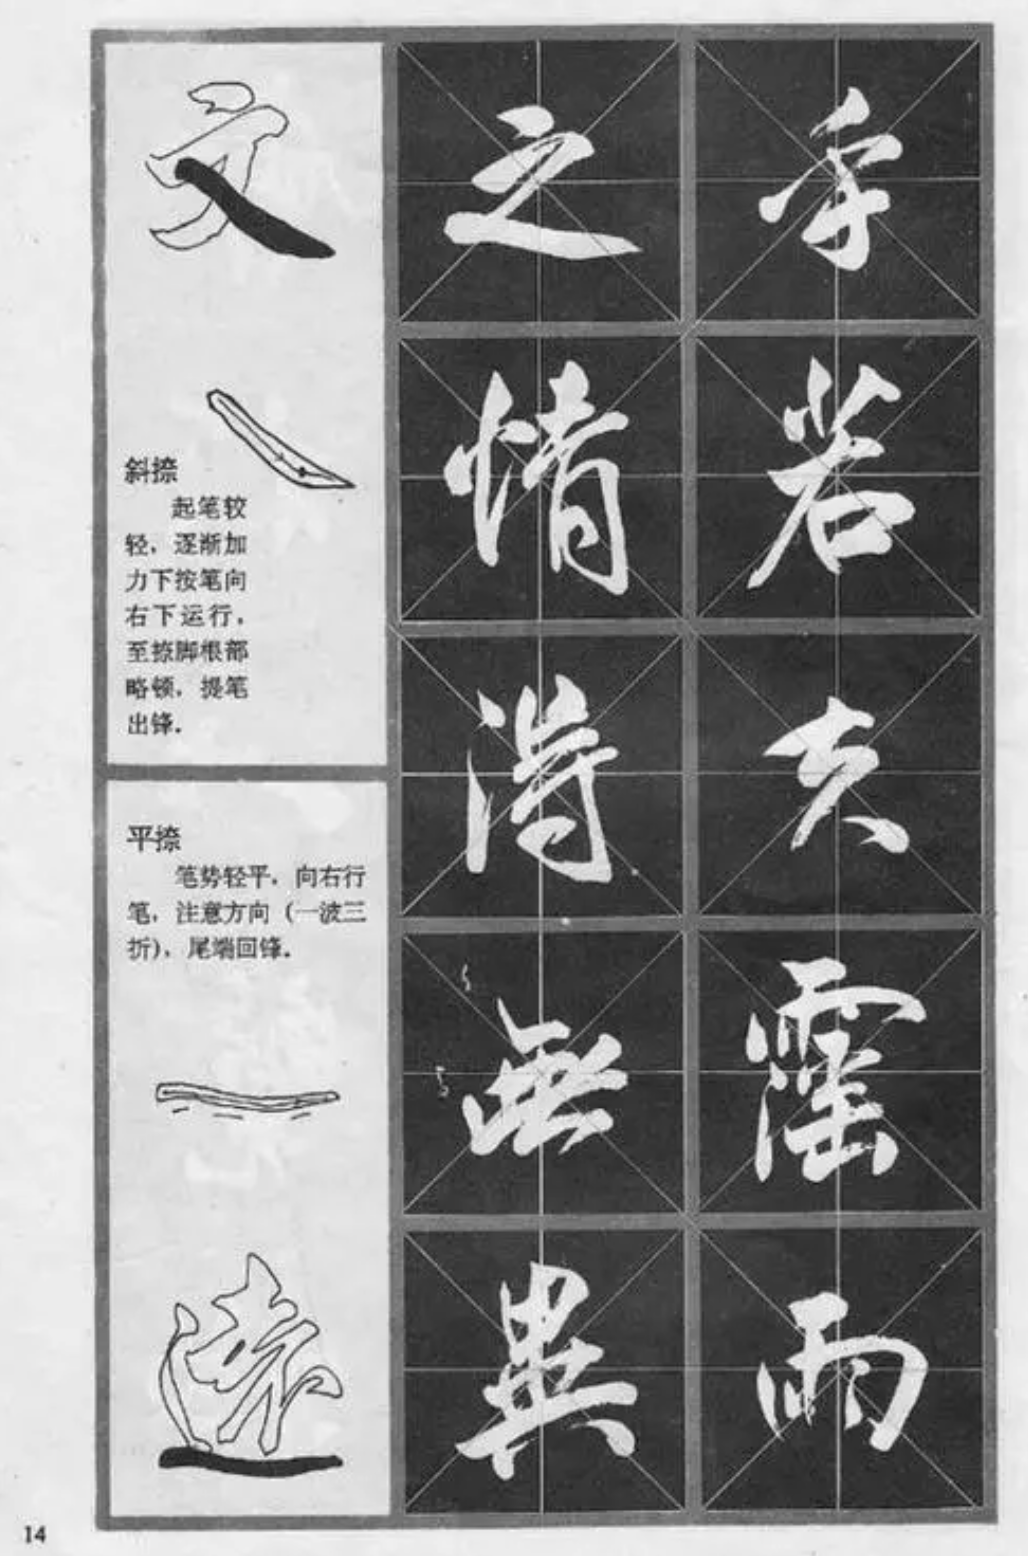 文
斜捺
起笔较
轻，逐渐加
力下按笔向
右下运行，
至捺脚根部
略顿，提笔
出锋。
平捺
笔势轻平，向右行
笔，注意方向（一波三
折），尾端回锋。
遠
之情得無異
乎若夫霪雨
14